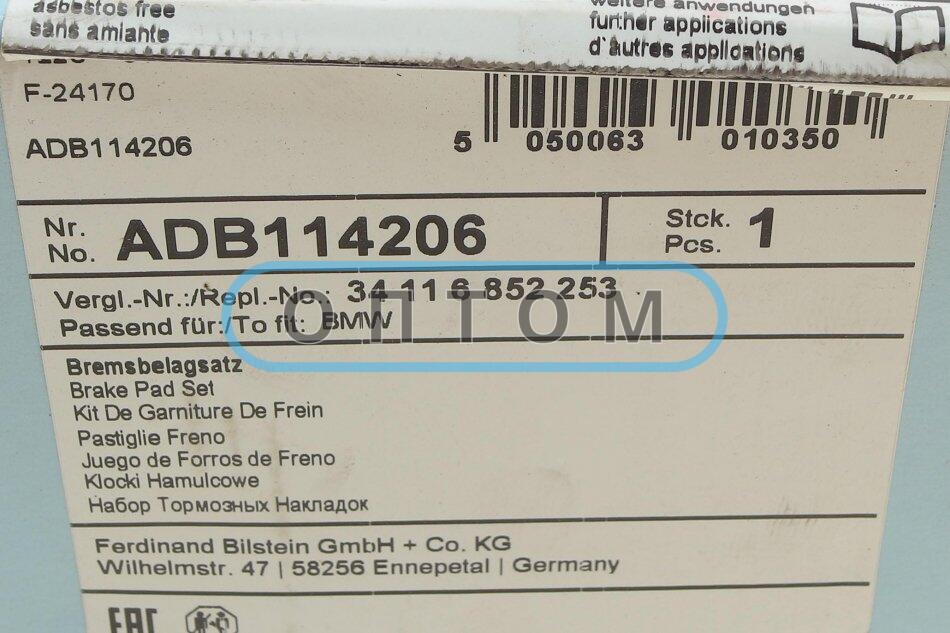 asbestos free
sans amiante
weitere anwendungen
further applications
d'autres applications
F-24170
ADB114206
5 050063 010350
Nr.
No. ADB114206
Stck.
Pcs. 1
Vergl.-Nr.:/Repl.-No.: 34 11 6 852 253
Passend für:/To fit: BMW
ОПТОМ
Bremsbelagsatz
Brake Pad Set
Kit De Garniture De Frein
Pastiglie Freno
Juego de Forros de Freno
Klocki Hamulcowe
Набор Тормозных Накладок
Ferdinand Bilstein GmbH + Co. KG
Wilhelmstr. 47 | 58256 Ennepetal | Germany
EAC